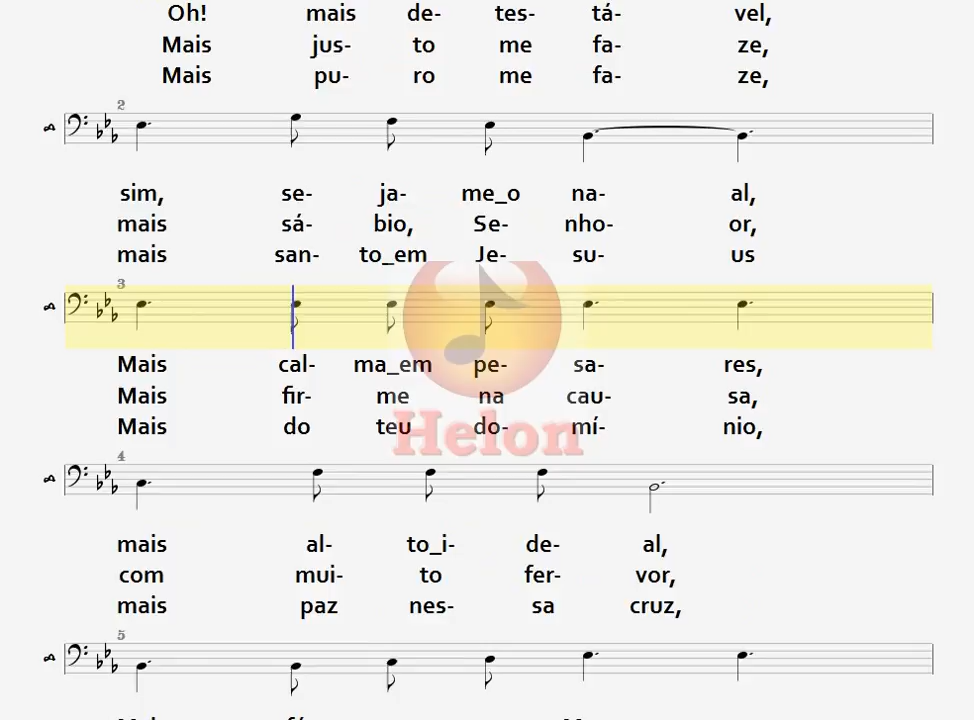 Oh! mais de- tes- tá- vel,
Mais jus- to me fa- ze,
Mais pu- ro me fa- ze,
2
sim, se- ja- me_o na- al,
mais sá- bio, Se- nho- or,
mais san- to_em Je- su- us
3
Mais cal- ma_em pe- sa- res,
Mais fir- me na cau- sa,
Mais do teu do- mí- nio,
Helon
4
mais al- to_i- de- al,
com mui- to fer- vor,
mais paz nes- sa cruz,
5